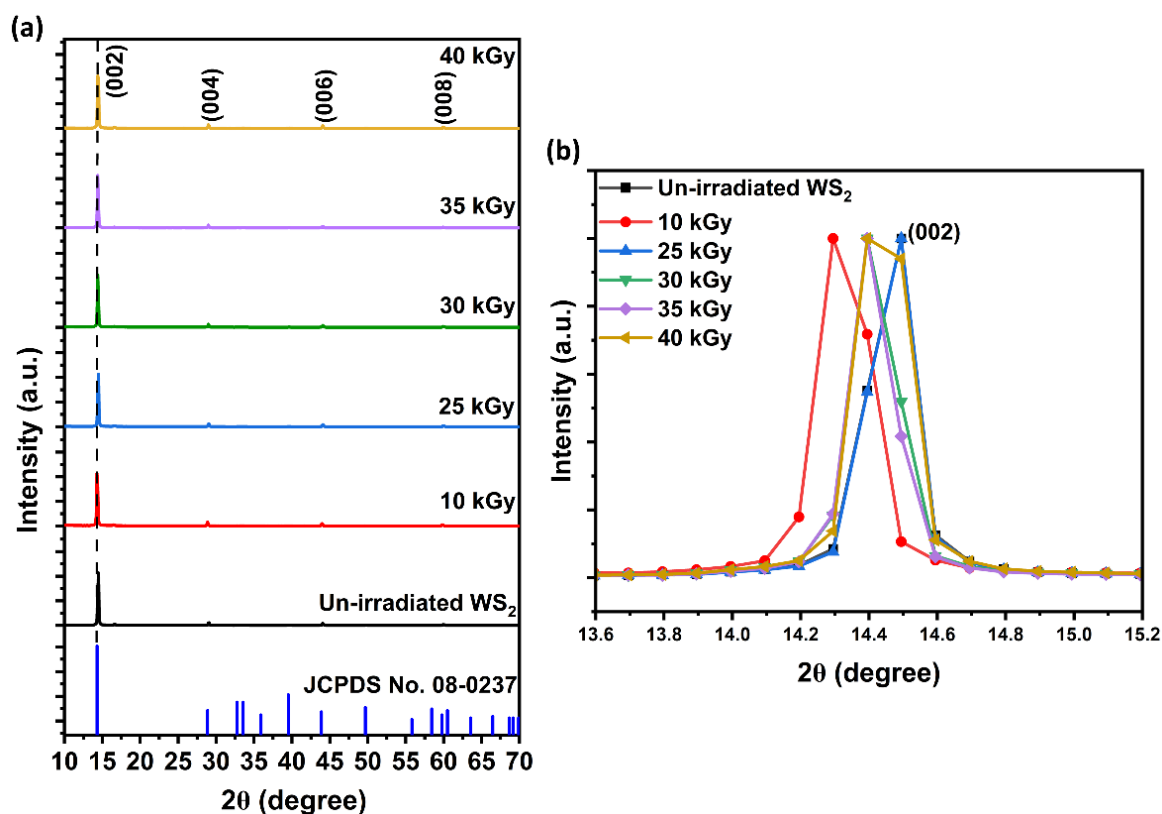 (a)
40 kGy
(002)
(004)
(006)
(008)
35 kGy
30 kGy
25 kGy
10 kGy
Un-irradiated WS₂
JCPDS No. 08-0237
Intensity (a.u.)
10 15 20 25 30 35 40 45 50 55 60 65 70
2θ (degree)
(b)
Un-irradiated WS₂
10 kGy
25 kGy
30 kGy
35 kGy
40 kGy
(002)
Intensity (a.u.)
13.6 13.8 14.0 14.2 14.4 14.6 14.8 15.0 15.2
2θ (degree)